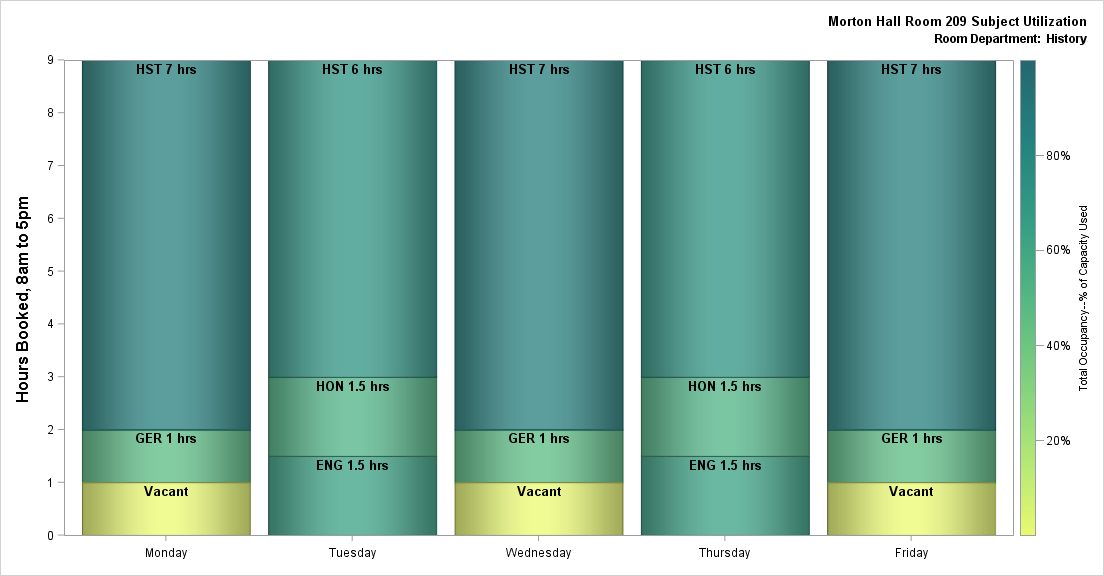 Morton Hall Room 209 Subject Utilization
Room Department: History
Hours Booked, 8am to 5pm
9
8
7
6
5
4
3
2
1
0
HST 7 hrs
GER 1 hrs
Vacant
HST 6 hrs
HON 1.5 hrs
ENG 1.5 hrs
HST 7 hrs
GER 1 hrs
Vacant
HST 6 hrs
HON 1.5 hrs
ENG 1.5 hrs
HST 7 hrs
GER 1 hrs
Vacant
Monday
Tuesday
Wednesday
Thursday
Friday
80%
60%
40%
20%
Total Occupancy--% of Capacity Used